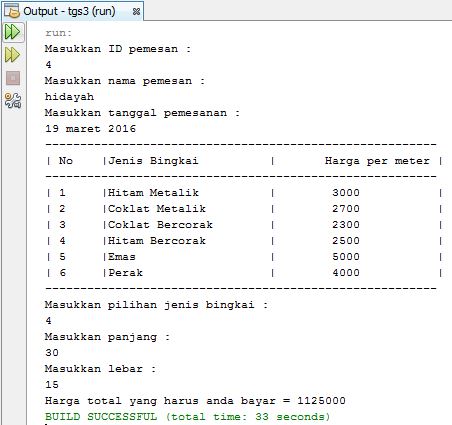 Output - tgs3 (run)
run:
Masukkan ID pemesan :
4
Masukkan nama pemesan :
hidayah
Masukkan tanggal pemesanan :
19 maret 2016
------------------------------------------------------------
| No |Jenis Bingkai | Harga per meter |
------------------------------------------------------------
| 1 |Hitam Metalik | 3000 |
| 2 |Coklat Metalik | 2700 |
| 3 |Coklat Bercorak | 2300 |
| 4 |Hitam Bercorak | 2500 |
| 5 |Emas | 5000 |
| 6 |Perak | 4000 |
------------------------------------------------------------
Masukkan pilihan jenis bingkai :
4
Masukkan panjang :
30
Masukkan lebar :
15
Harga total yang harus anda bayar = 1125000
BUILD SUCCESSFUL (total time: 33 seconds)